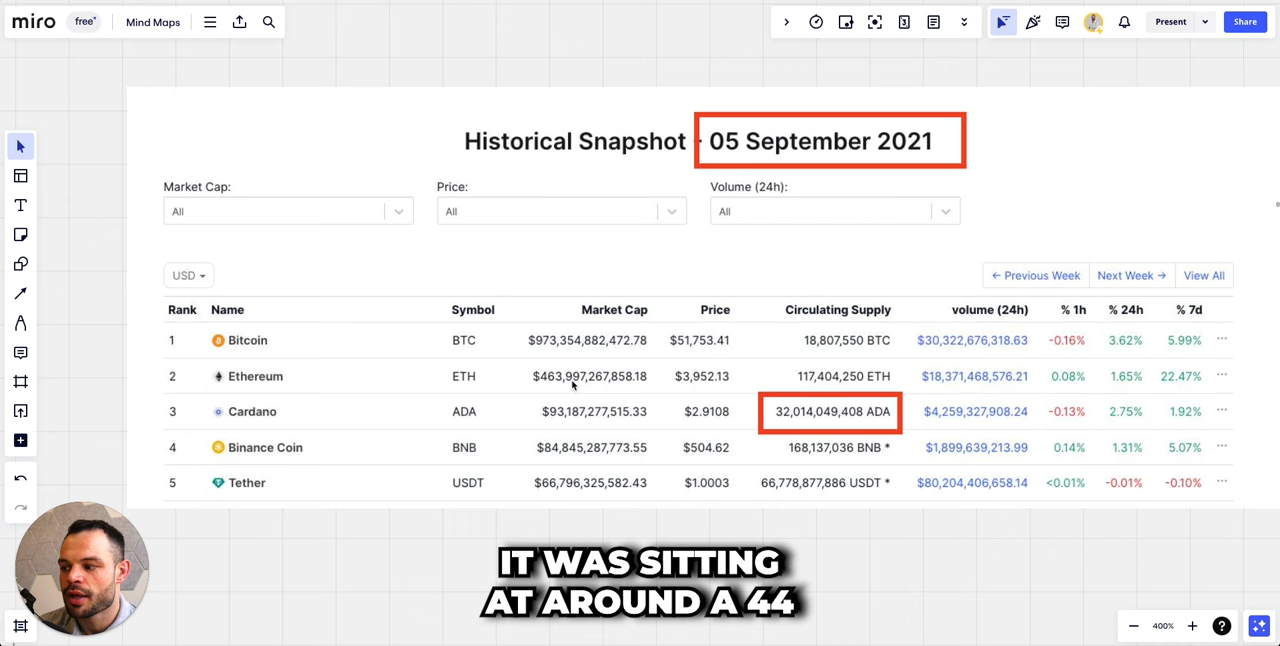 miro free* Mind Maps Present Share
Historical Snapshot - 05 September 2021
Market Cap: Price: Volume (24h):
All All All
USD ← Previous Week Next Week → View All
Rank Name Symbol Market Cap Price Circulating Supply volume (24h) % 1h % 24h % 7d
1 Bitcoin BTC $973,354,882,472.78 $51,753.41 18,807,550 BTC $30,322,676,318.63 -0.16% 3.62% 5.99% ...
2 Ethereum ETH $463,997,267,858.18 $3,952.13 117,404,250 ETH $18,371,468,576.21 0.08% 1.65% 22.47% ...
3 Cardano ADA $93,187,277,515.33 $2.9108 32,014,049,408 ADA $4,259,327,908.24 -0.13% 2.75% 1.92% ...
4 Binance Coin BNB $84,845,287,773.55 $504.62 168,137,036 BNB * $1,899,639,213.99 0.14% 1.31% 5.07% ...
5 Tether USDT $66,796,325,582.43 $1.0003 66,778,877,886 USDT * $80,204,406,658.14 <0.01% -0.01% -0.10% ...
IT WAS SITTING
AT AROUND A 44
400%